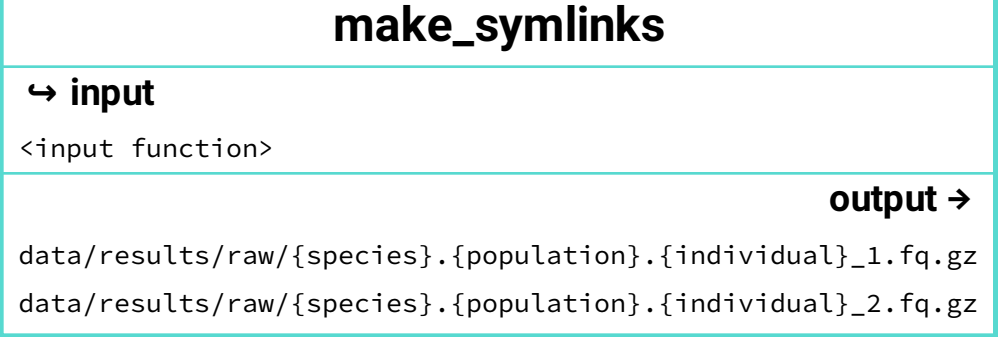 make_symlinks
↪ input
<input function>
output →
data/results/raw/{species}.{population}.{individual}_1.fq.gz
data/results/raw/{species}.{population}.{individual}_2.fq.gz